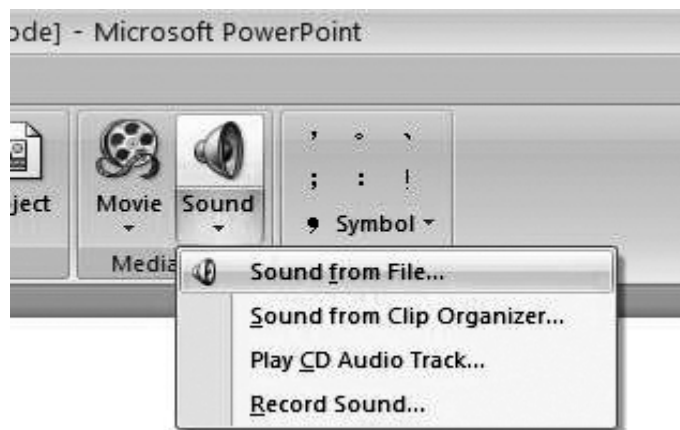 ode] - Microsoft PowerPoint
ject
Movie
Sound
, 。 、
; : !
Symbol
Media
Sound from File...
Sound from Clip Organizer...
Play CD Audio Track...
Record Sound...